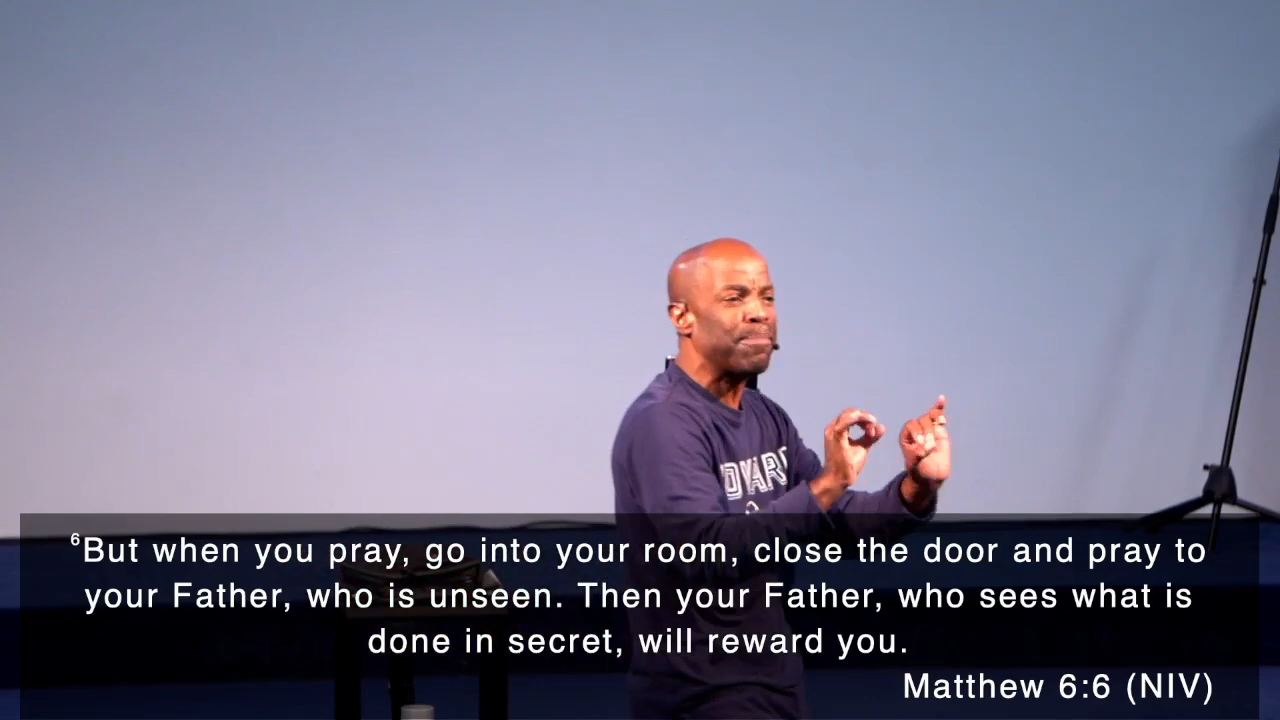 ⁶But when you pray, go into your room, close the door and pray to
your Father, who is unseen. Then your Father, who sees what is
done in secret, will reward you.
Matthew 6:6 (NIV)